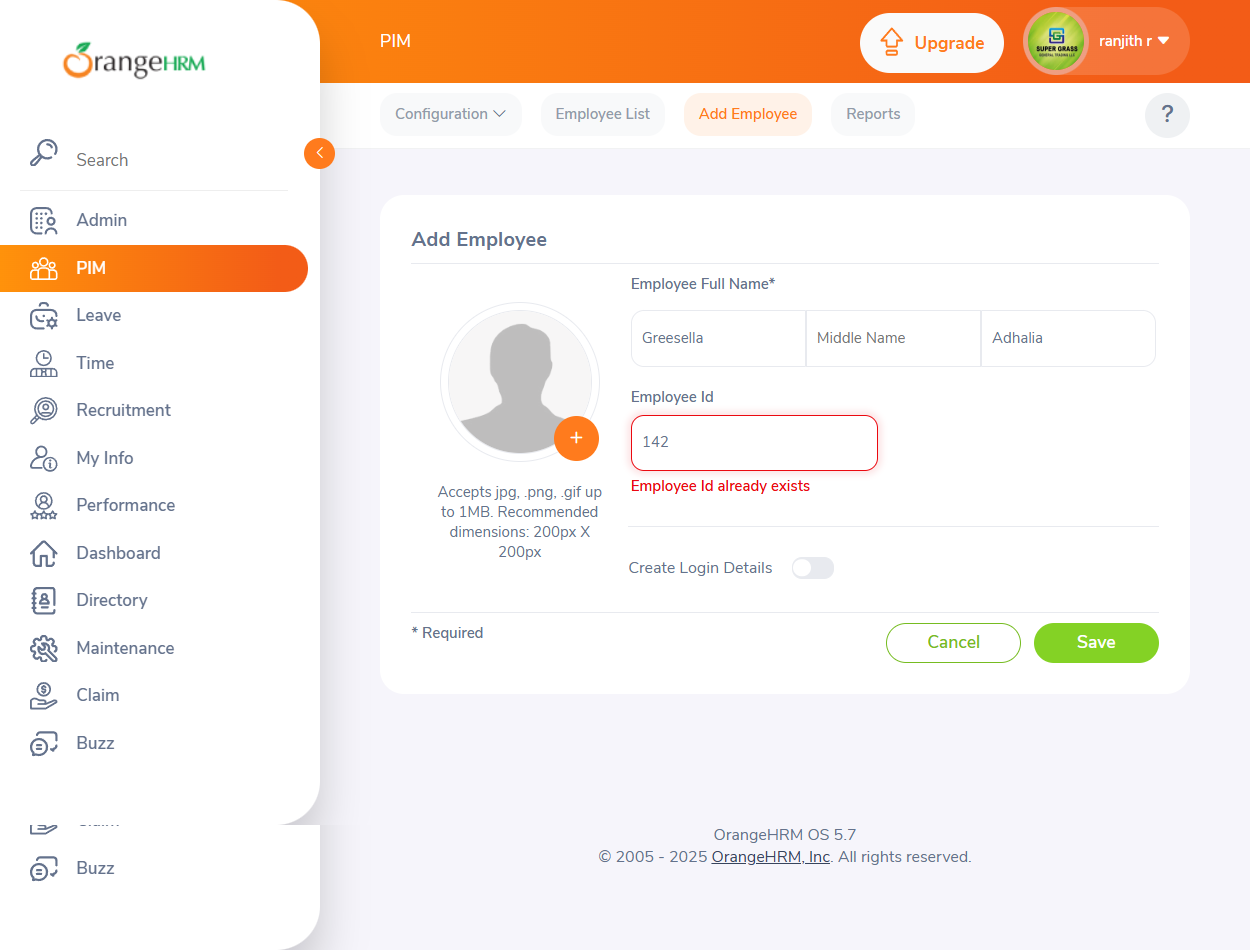 OrangeHRM
PIM
Upgrade
SUPER GRASS
ranjith r
Configuration
Employee List
Add Employee
Reports
?
Search
Admin
PIM
Leave
Time
Recruitment
My Info
Performance
Dashboard
Directory
Maintenance
Claim
Buzz
Claim
Buzz
Add Employee
Employee Full Name*
Greesella
Middle Name
Adhalia
Employee Id
142
Employee Id already exists
+
Accepts jpg, .png, .gif up
to 1MB. Recommended
dimensions: 200px X
200px
Create Login Details
* Required
Cancel
Save
OrangeHRM OS 5.7
© 2005 - 2025 OrangeHRM, Inc. All rights reserved.